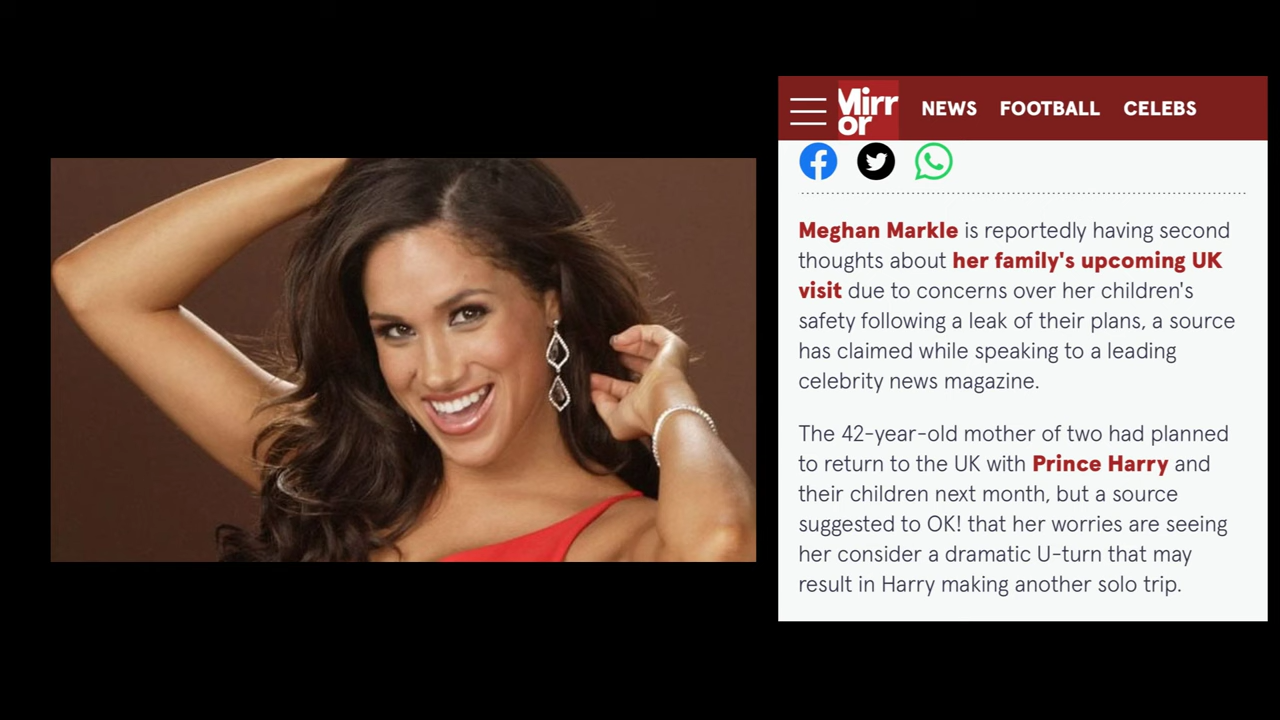 Mirr
or
NEWS FOOTBALL CELEBS
Meghan Markle is reportedly having second
thoughts about her family's upcoming UK
visit due to concerns over her children's
safety following a leak of their plans, a source
has claimed while speaking to a leading
celebrity news magazine.
The 42-year-old mother of two had planned
to return to the UK with Prince Harry and
their children next month, but a source
suggested to OK! that her worries are seeing
her consider a dramatic U-turn that may
result in Harry making another solo trip.